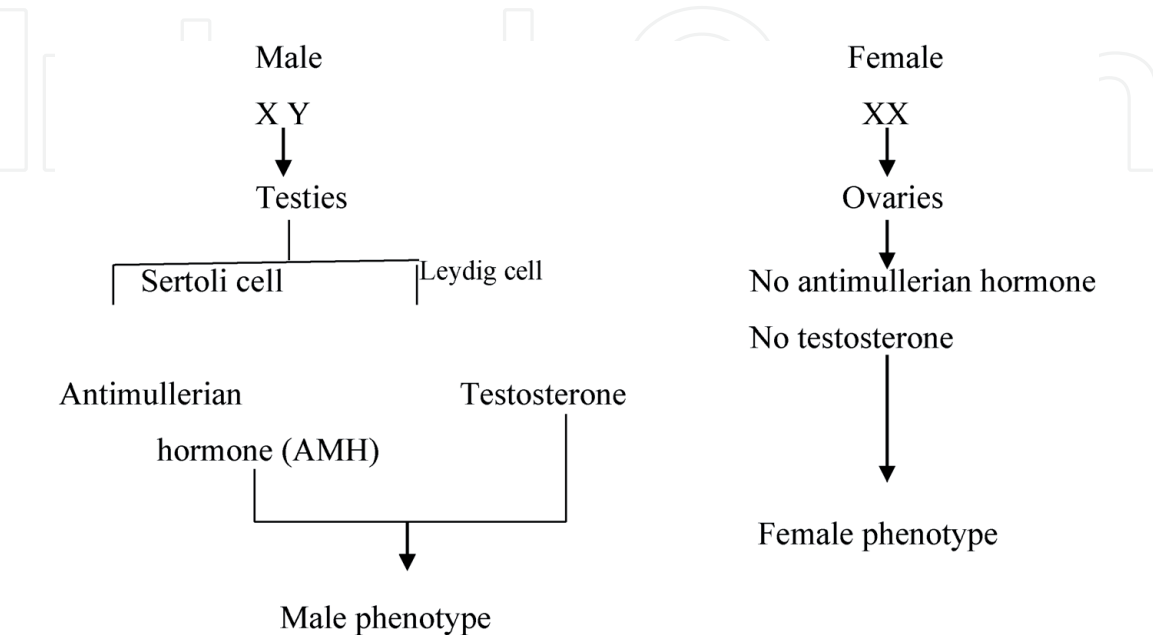 Male
X Y
Testies
Sertoli cell
Leydig cell
Antimullerian
hormone (AMH)
Testosterone
Male phenotype
Female
XX
Ovaries
No antimullerian hormone
No testosterone
Female phenotype